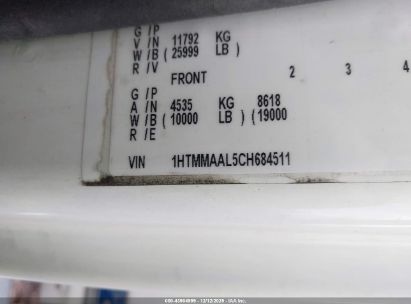 G /P
V /N 11792 KG
W /B ( 25999 LB )
R /V
FRONT 2 3 4
G /P
A /N 4535 KG 8618
W /B ( 10000 LB ) (19000
R /E
VIN 1HTMMAAL5CH684511